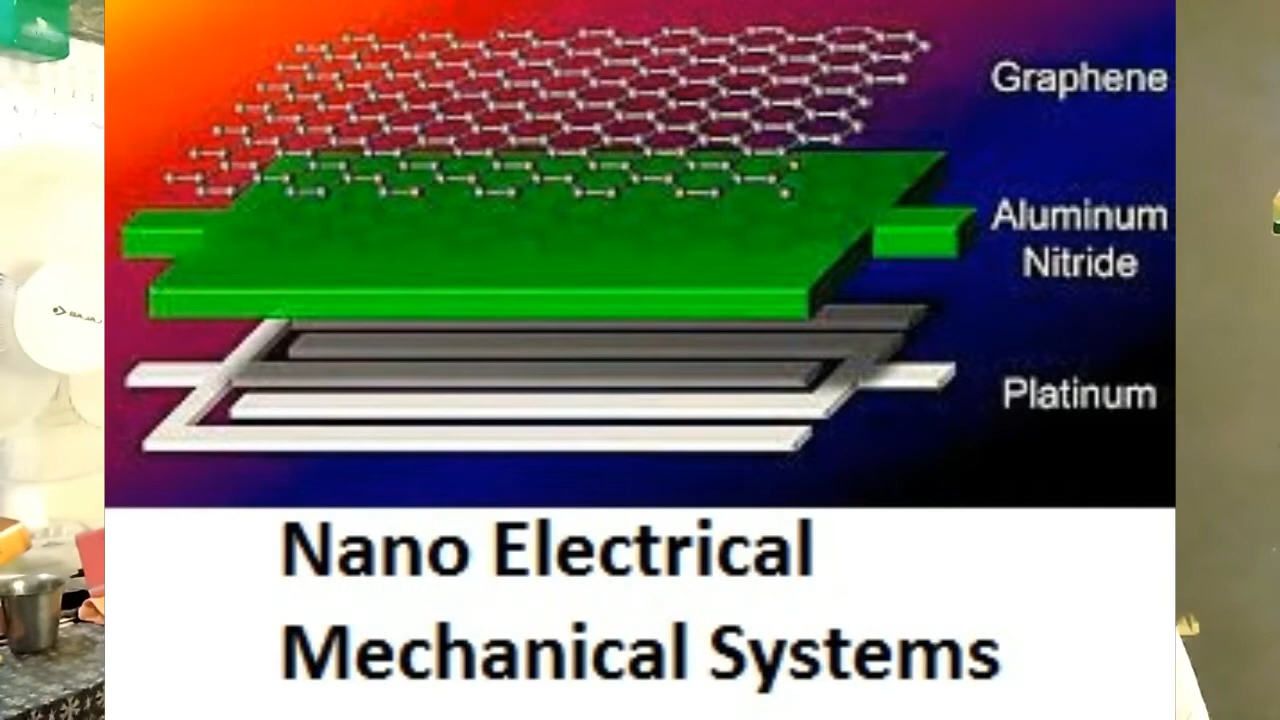 Graphene
Aluminum
Nitride
Platinum
Nano Electrical
Mechanical Systems